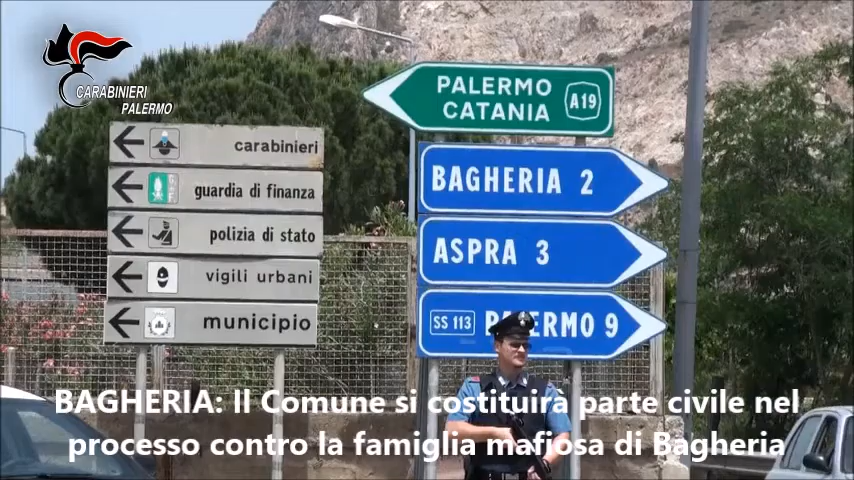 CARABINIERI
PALERMO
carabinieri
guardia di finanza
polizia di stato
vigili urbani
municipio
PALERMO
CATANIA A19
BAGHERIA 2
ASPRA 3
SS 113 PALERMO 9
BAGHERIA: Il Comune si costituirà parte civile nel
processo contro la famiglia mafiosa di Bagheria